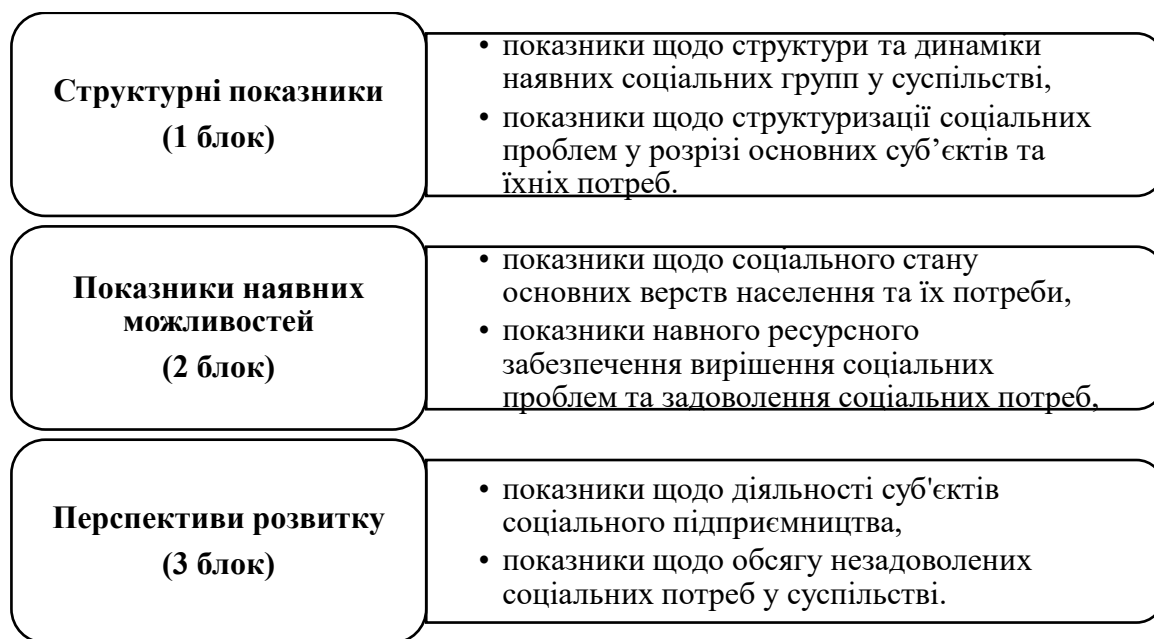 Структурні показники
(1 блок)
• показники щодо структури та динаміки
наявних соціальних групп у суспільстві,
• показники щодо структуризації соціальних
проблем у розрізі основних суб’єктів та
їхніх потреб.
Показники наявних
можливостей
(2 блок)
• показники щодо соціального стану
основних верств населення та їх потреби,
• показники навного ресурсного
забезпечення вирішення соціальних
проблем та задоволення соціальних потреб,
Перспективи розвитку
(3 блок)
• показники щодо діяльності суб'єктів
соціального підприємництва,
• показники щодо обсягу незадоволених
соціальних потреб у суспільстві.